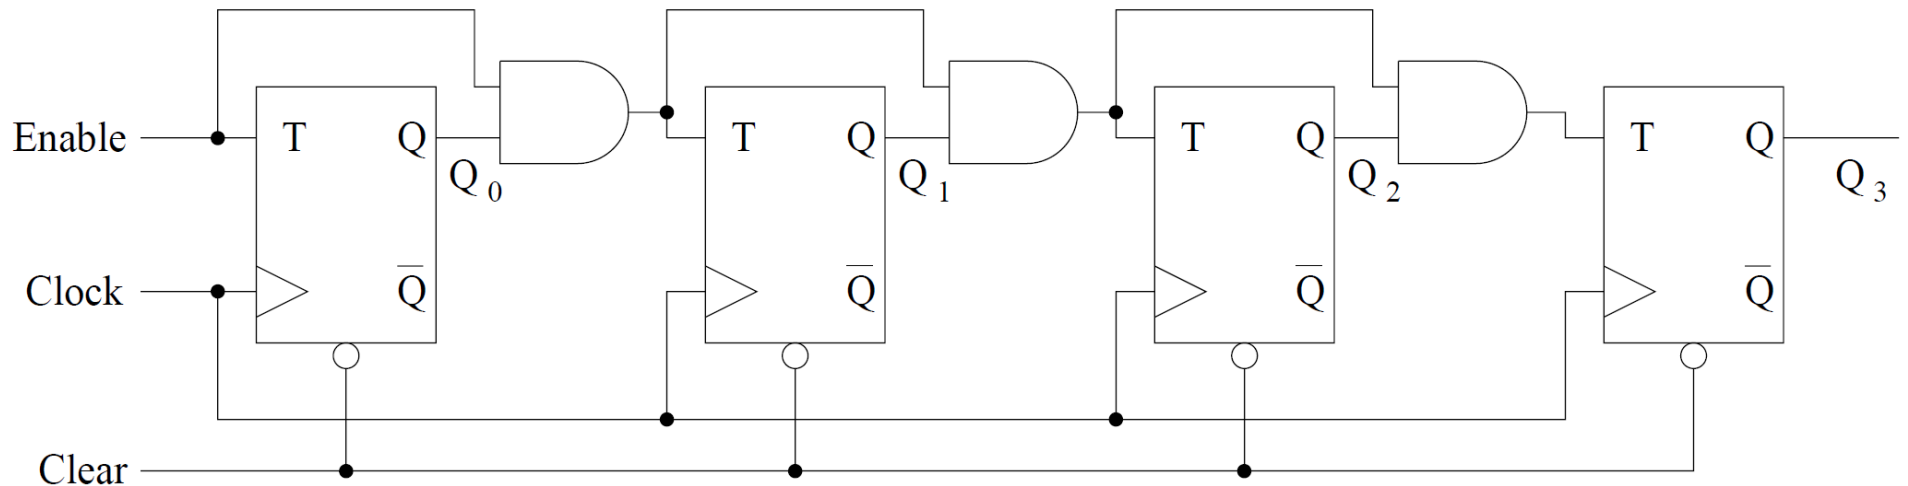 Enable T Q T Q T Q T Q
Q 0 Q 1 Q 2 Q 3
Clock Q̅ Q̅ Q̅ Q̅
Clear